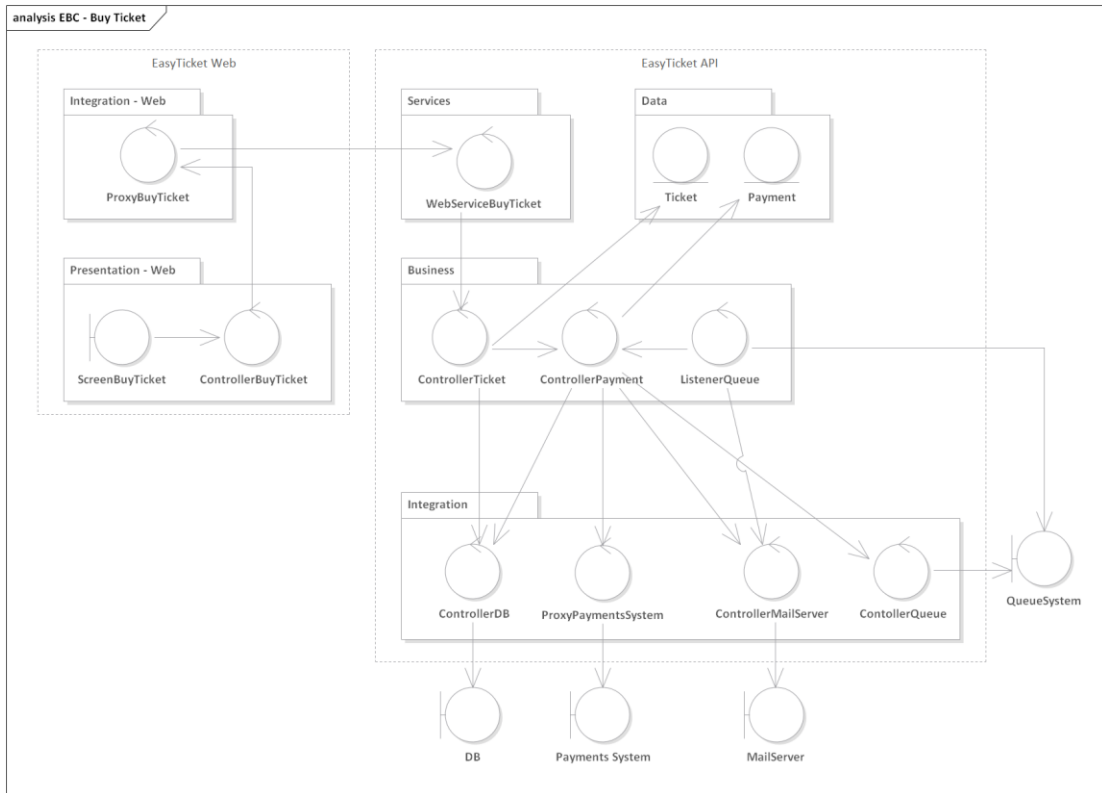 analysis EBC - Buy Ticket
EasyTicket Web
EasyTicket API
Integration - Web
ProxyBuyTicket
Presentation - Web
ScreenBuyTicket
ControllerBuyTicket
Services
WebServiceBuyTicket
Data
Ticket
Payment
Business
ControllerTicket
ControllerPayment
ListenerQueue
Integration
ControllerDB
ProxyPaymentsSystem
ControllerMailServer
ContollerQueue
QueueSystem
DB
Payments System
MailServer